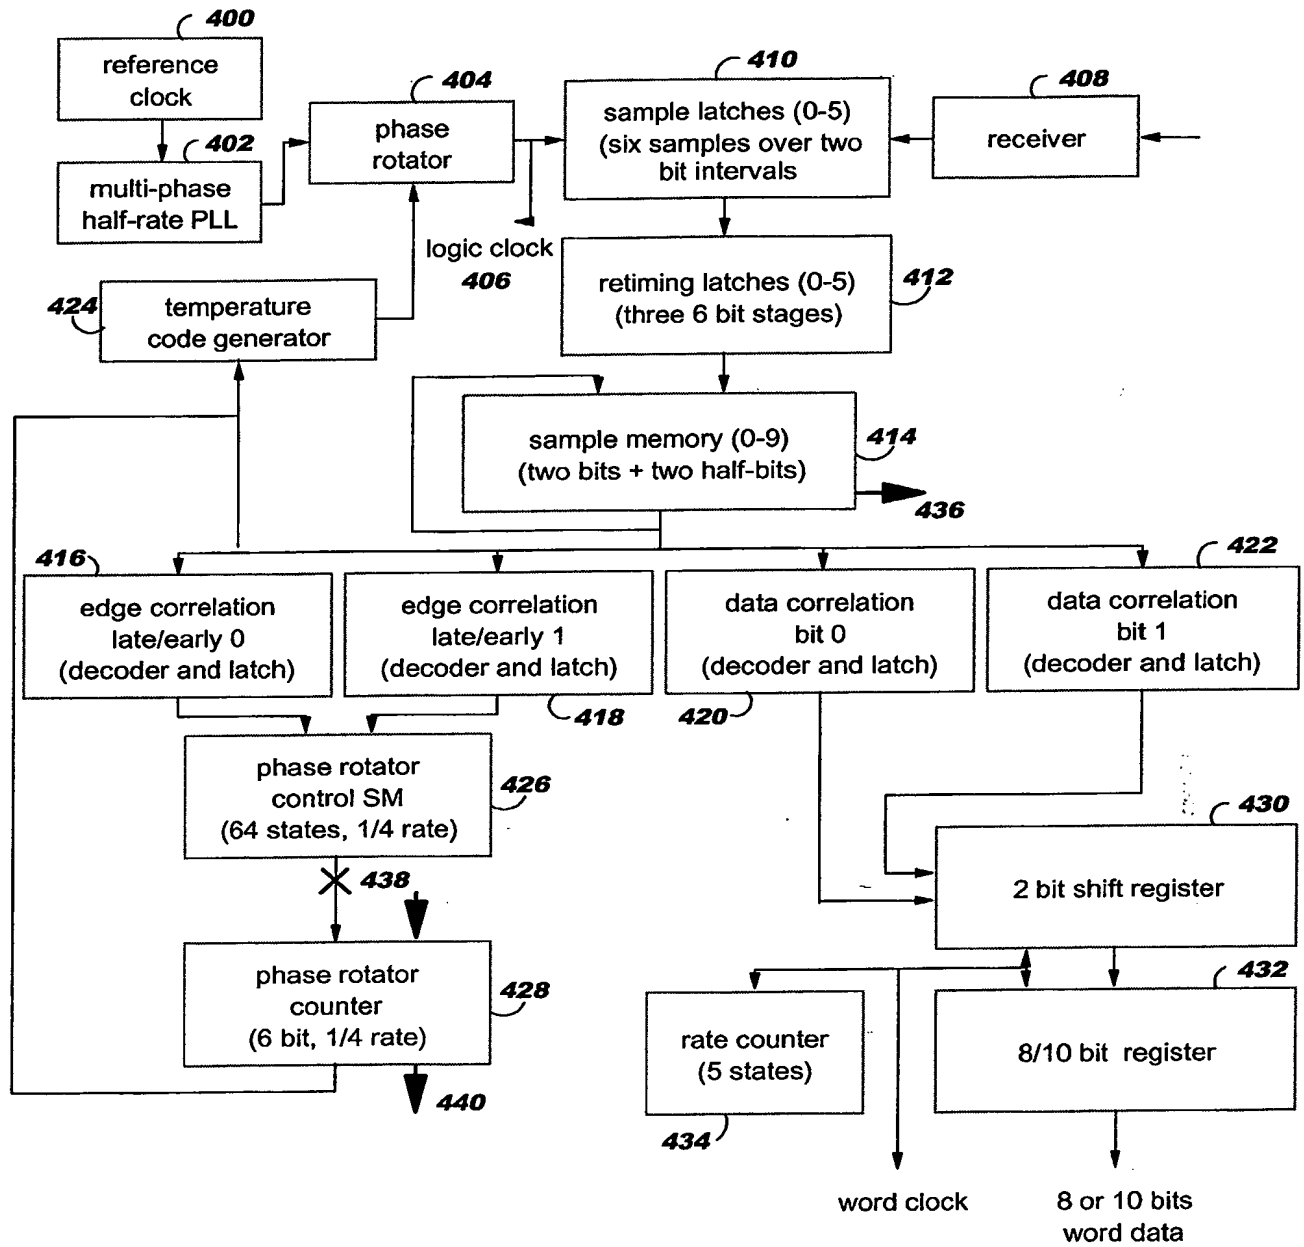 400
reference
clock
402
multi-phase
half-rate PLL
404
phase
rotator
logic clock
406
410
sample latches (0-5)
(six samples over two
bit intervals
408
receiver
retiming latches (0-5)
(three 6 bit stages)
412
424
temperature
code generator
sample memory (0-9)
(two bits + two half-bits)
414
436
416
edge correlation
late/early 0
(decoder and latch)
edge correlation
late/early 1
(decoder and latch)
418
data correlation
bit 0
(decoder and latch)
420
422
data correlation
bit 1
(decoder and latch)
phase rotator
control SM
(64 states, 1/4 rate)
426
438
phase rotator
counter
(6 bit, 1/4 rate)
428
440
430
2 bit shift register
432
8/10 bit register
rate counter
(5 states)
434
word clock
8 or 10 bits
word data